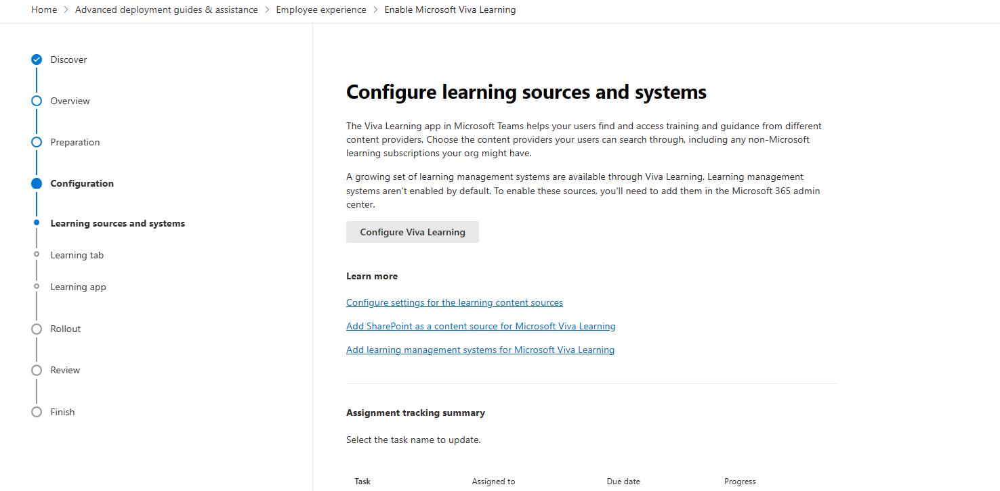 Home > Advanced deployment guides & assistance > Employee experience > Enable Microsoft Viva Learning
Discover
Overview
Preparation
Configuration
Learning sources and systems
Learning tab
Learning app
Rollout
Review
Finish
Configure learning sources and systems
The Viva Learning app in Microsoft Teams helps your users find and access training and guidance from different
content providers. Choose the content providers your users can search through, including any non-Microsoft
learning subscriptions your org might have.
A growing set of learning management systems are available through Viva Learning. Learning management
systems aren't enabled by default. To enable these sources, you'll need to add them in the Microsoft 365 admin
center.
Configure Viva Learning
Learn more
Configure settings for the learning content sources
Add SharePoint as a content source for Microsoft Viva Learning
Add learning management systems for Microsoft Viva Learning
Assignment tracking summary
Select the task name to update.
Task Assigned to Due date Progress